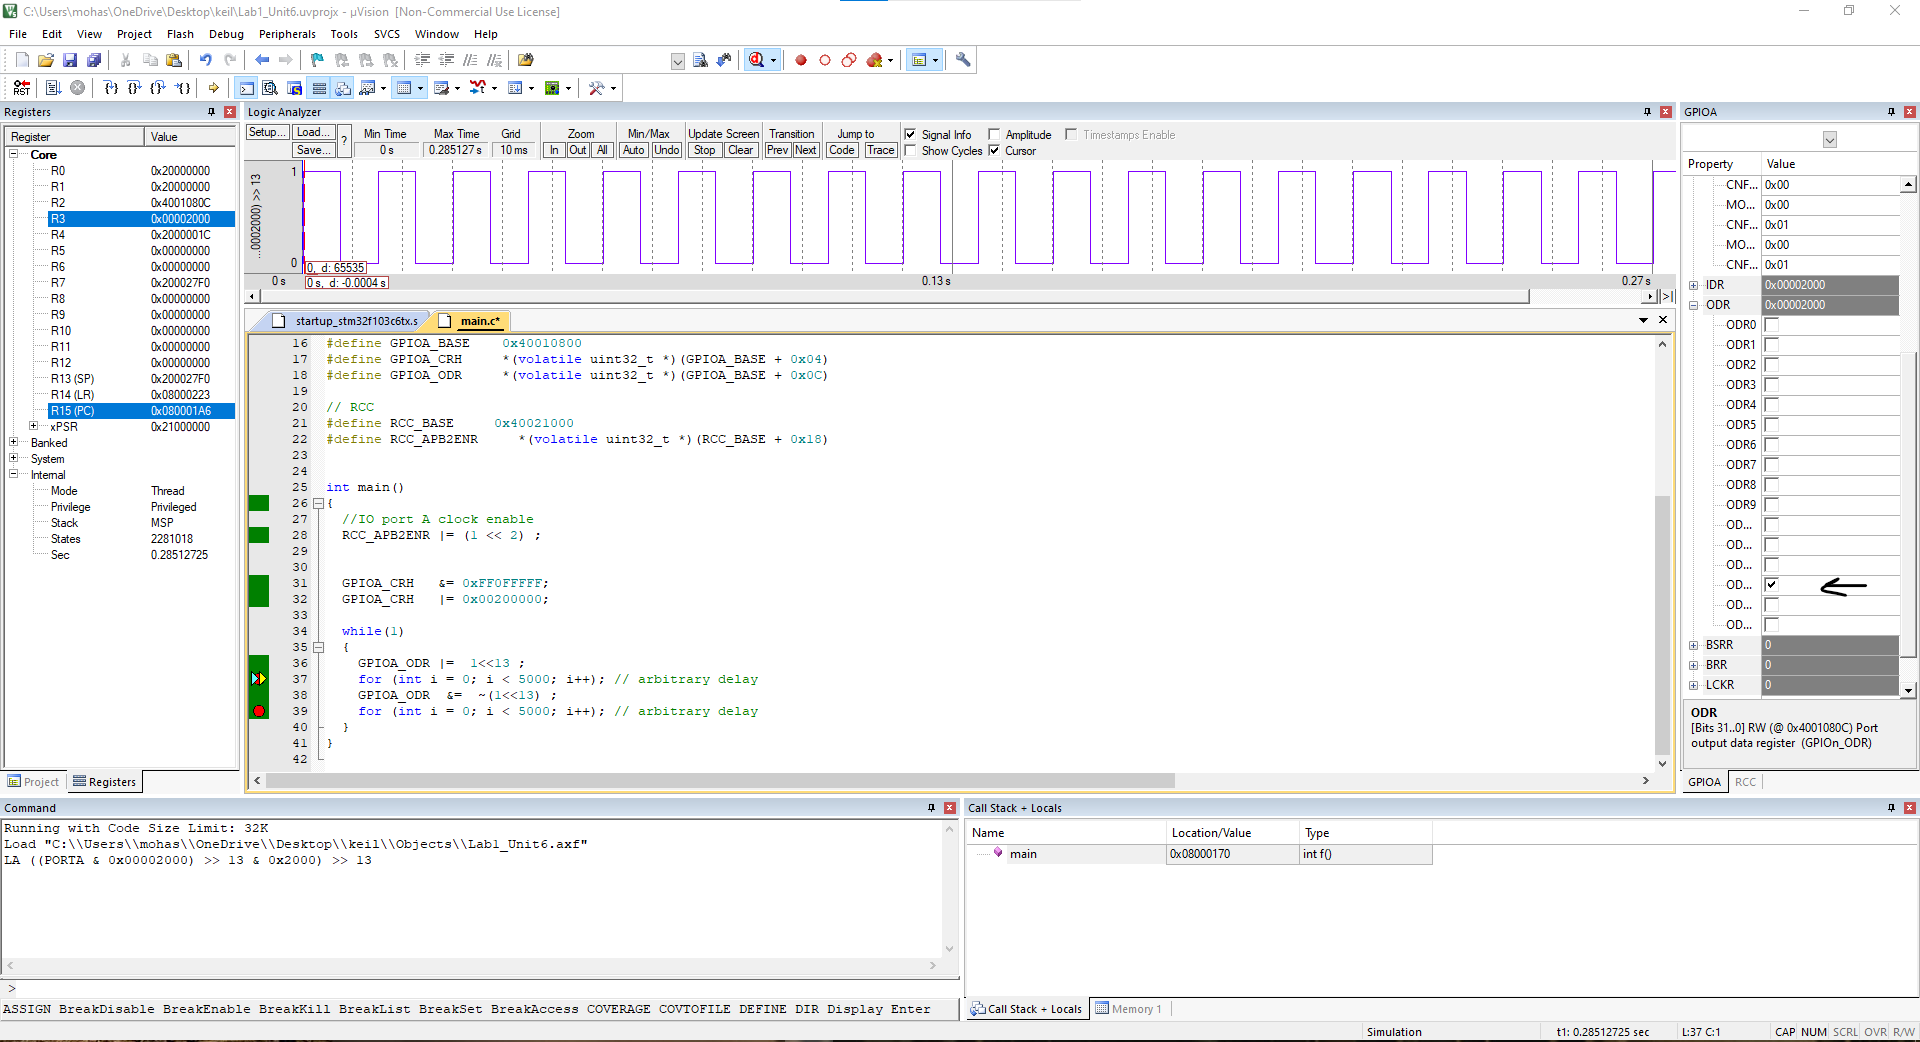 C:\Users\mohas\OneDrive\Desktop\keil\Lab1_Unit6.uvprojx - µVision  [Non-Commercial Use License]
File Edit View Project Flash Debug Peripherals Tools SVCS Window Help
Registers
Register Value
Core
R0 0x20000000
R1 0x20000000
R2 0x4001080C
R3 0x00002000
R4 0x2000001C
R5 0x00000000
R6 0x00000000
R7 0x200027F0
R8 0x00000000
R9 0x00000000
R10 0x00000000
R11 0x00000000
R12 0x00000000
R13 (SP) 0x200027F0
R14 (LR) 0x08000223
R15 (PC) 0x080001A6
xPSR 0x21000000
Banked
System
Internal
Mode Thread
Privilege Privileged
Stack MSP
States 2281018
Sec 0.28512725
Project Registers
Logic Analyzer
Setup... Load... ? Min Time Max Time Grid Zoom Min/Max Update Screen Transition Jump to Signal Info Amplitude Timestamps Enable
Save... 0 s 0.285127 s 10 ms In Out All Auto Undo Stop Clear Prev Next Code Trace Show Cycles Cursor
...00002000) >> 13
1
0
0, d: 65535
0 s 0 s, d: -0.0004 s 0.13 s 0.27 s
startup_stm32f103c6tx.s main.c*
16 #define GPIOA_BASE    0x40010800
17 #define GPIOA_CRH     *(volatile uint32_t *)(GPIOA_BASE + 0x04)
18 #define GPIOA_ODR     *(volatile uint32_t *)(GPIOA_BASE + 0x0C)
19
20 // RCC
21 #define RCC_BASE     0x40021000
22 #define RCC_APB2ENR     *(volatile uint32_t *)(RCC_BASE + 0x18)
23
24
25 int main()
26 {
27 //IO port A clock enable
28 RCC_APB2ENR |= (1 << 2) ;
29
30
31 GPIOA_CRH   &= 0xFF0FFFFF;
32 GPIOA_CRH   |= 0x00200000;
33
34 while(1)
35 {
36 GPIOA_ODR |=  1<<13 ;
37 for (int i = 0; i < 5000; i++); // arbitrary delay
38 GPIOA_ODR  &=  ~(1<<13) ;
39 for (int i = 0; i < 5000; i++); // arbitrary delay
40 }
41 }
42
GPIOA
Property Value
CNF... 0x00
MO... 0x00
CNF... 0x01
MO... 0x00
CNF... 0x01
IDR 0x00002000
ODR 0x00002000
ODR0
ODR1
ODR2
ODR3
ODR4
ODR5
ODR6
ODR7
ODR8
ODR9
OD...
OD...
OD...
OD...
OD...
OD...
BSRR 0
BRR 0
LCKR 0
ODR
[Bits 31..0] RW (@ 0x4001080C) Port
output data register  (GPIOn_ODR)
GPIOA RCC
Command
Running with Code Size Limit: 32K
Load "C:\\Users\\mohas\\OneDrive\\Desktop\\keil\\Objects\\Lab1_Unit6.axf"
LA ((PORTA & 0x00002000) >> 13 & 0x2000) >> 13
>
ASSIGN BreakDisable BreakEnable BreakKill BreakList BreakSet BreakAccess COVERAGE COVTOFILE DEFINE DIR Display Enter
Call Stack + Locals
Name Location/Value Type
main 0x08000170 int f()
Call Stack + Locals Memory 1
Simulation t1: 0.28512725 sec L:37 C:1 CAP NUM SCRL OVR R/W